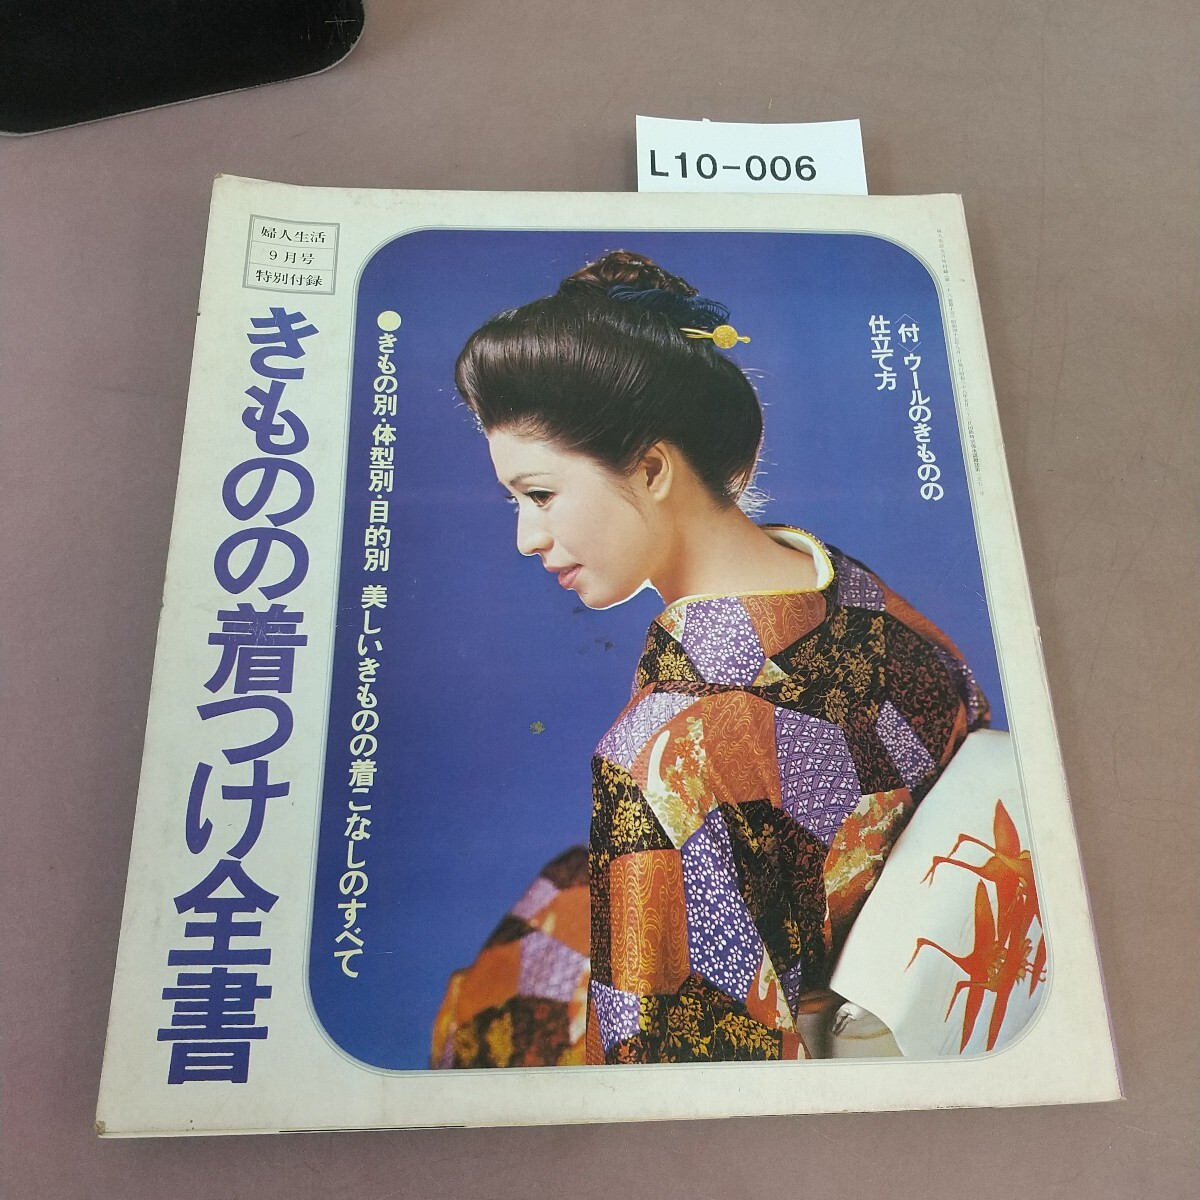 L10-006
婦人生活
9月号
特別付録
きものの着つけ全書
●きもの別・体型別・目的別 美しいきものの着こなしのすべて
〈付〉ウールのきものの
仕立て方